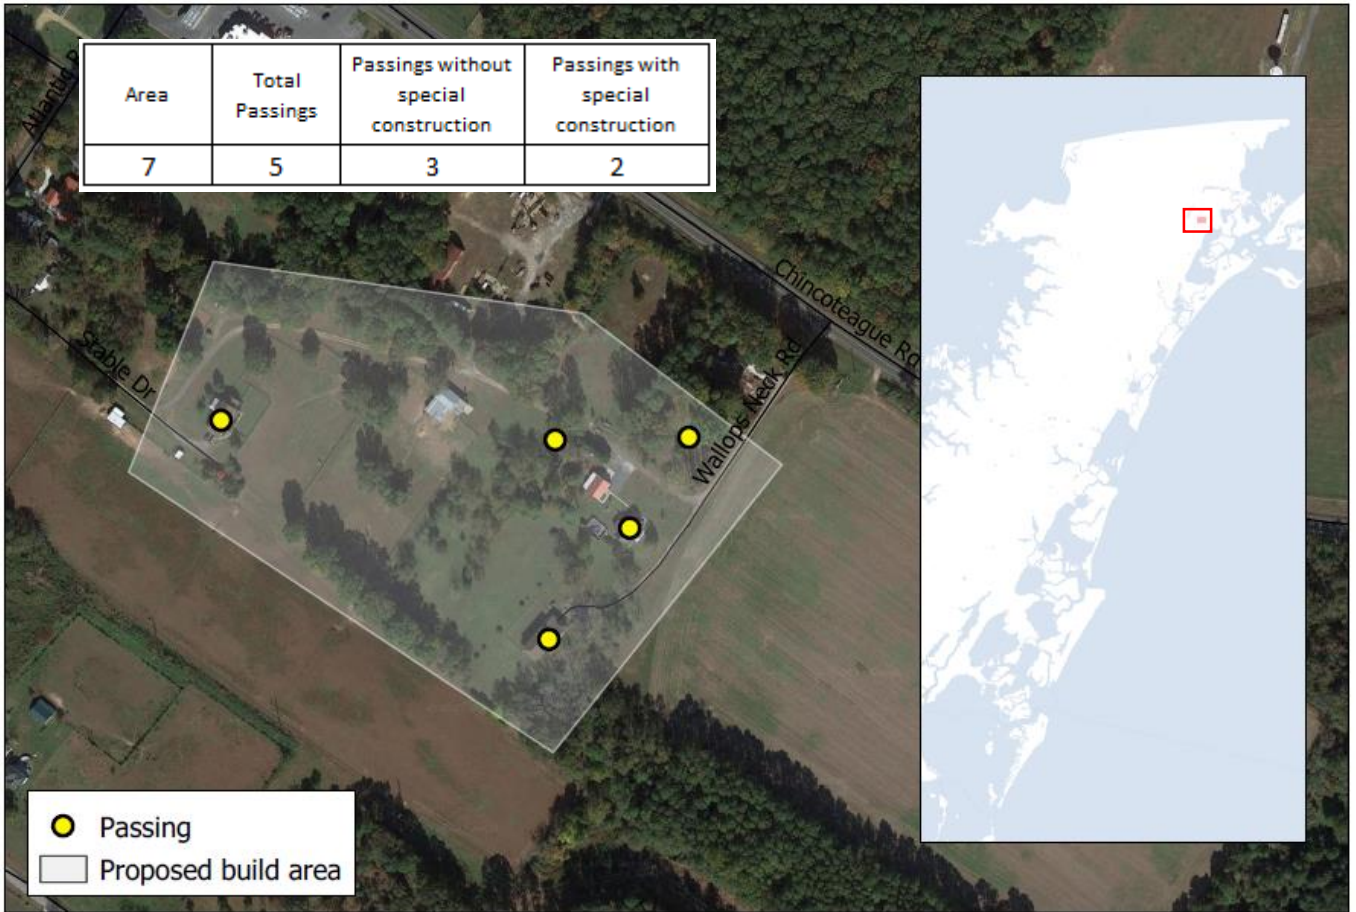 Area
Total
Passings
Passings without
special
construction
Passings with
special
construction
7
5
3
2
Chincoteague Rd
Wallops Neck Rd
Stable Dr
Passing
Proposed build area